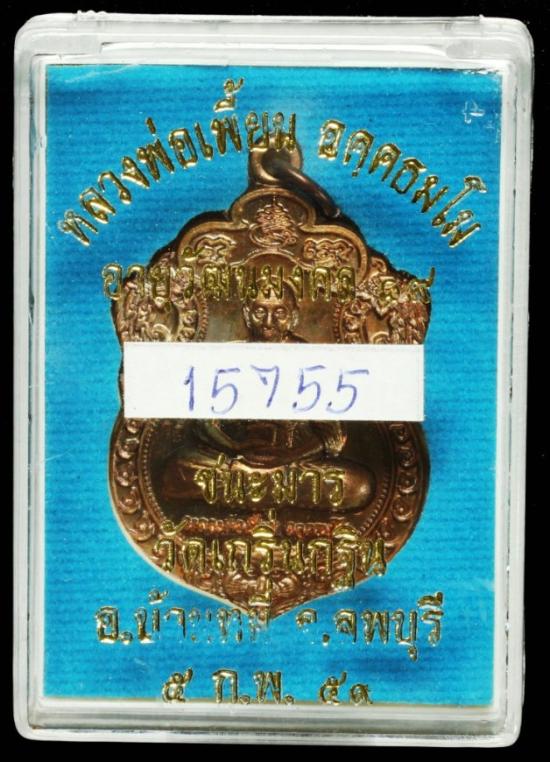 หลวงพ่อเพี้ยน อคฺคธมฺโม
อายุวัฒนมงคล
15755
ชนะมาร
วัดเกริ่นกฐิน
อ.บ้านหมี่ จ.ลพบุรี
๕ ก.พ. ๕๑